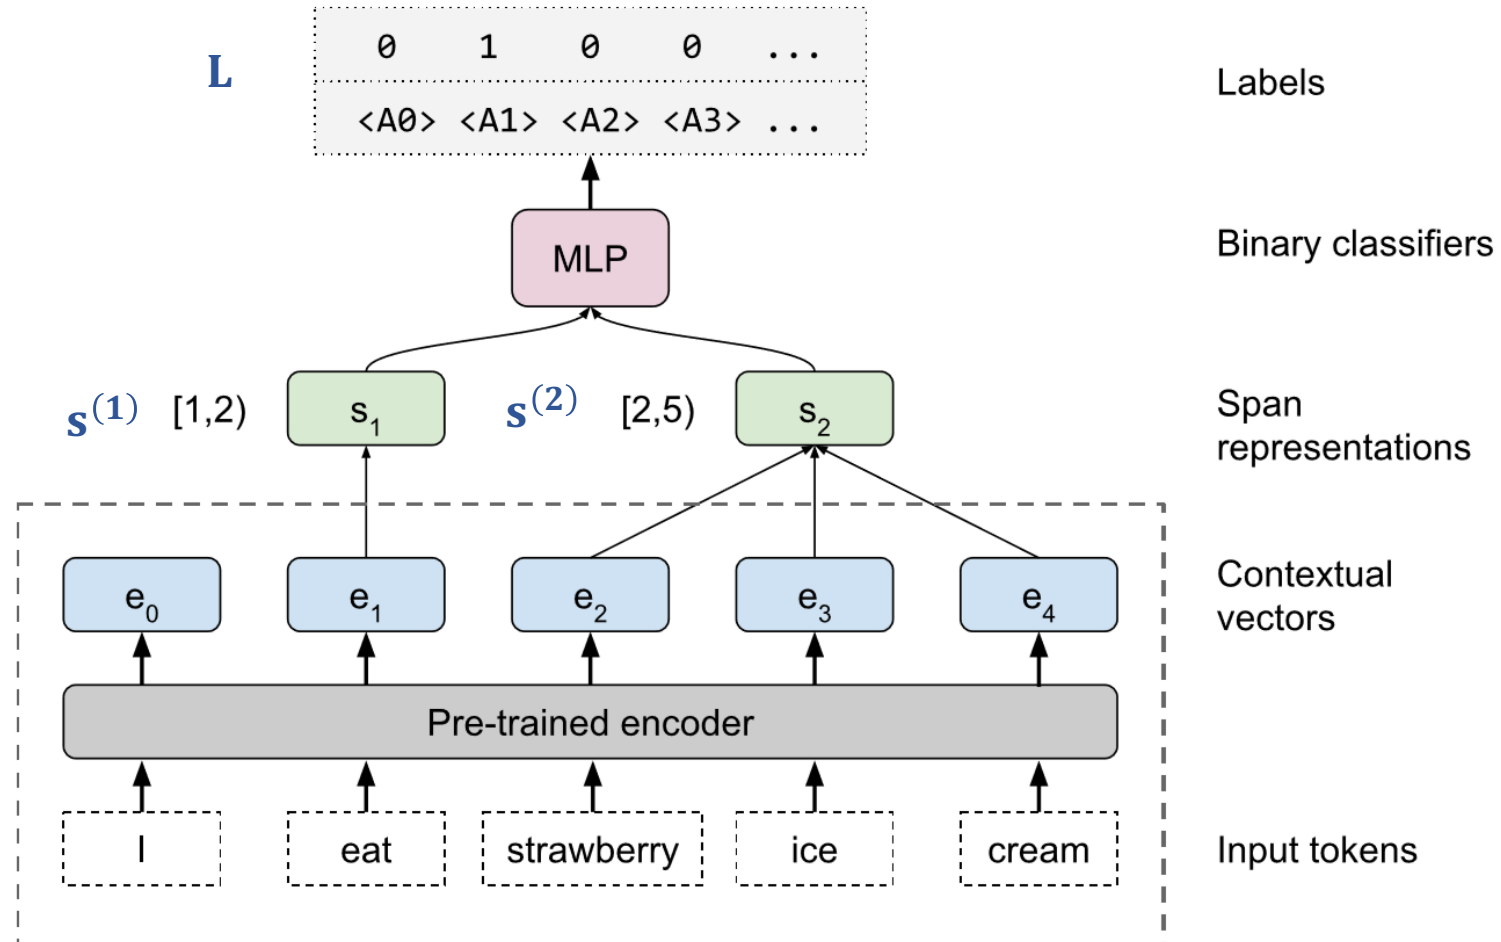 L
0 1 0 0 ...
<A0> <A1> <A2> <A3> ...
Labels
MLP
Binary classifiers
s(1) [1,2) s1 s(2) [2,5) s2
Span
representations
e0 e1 e2 e3 e4
Contextual
vectors
Pre-trained encoder
I eat strawberry ice cream
Input tokens